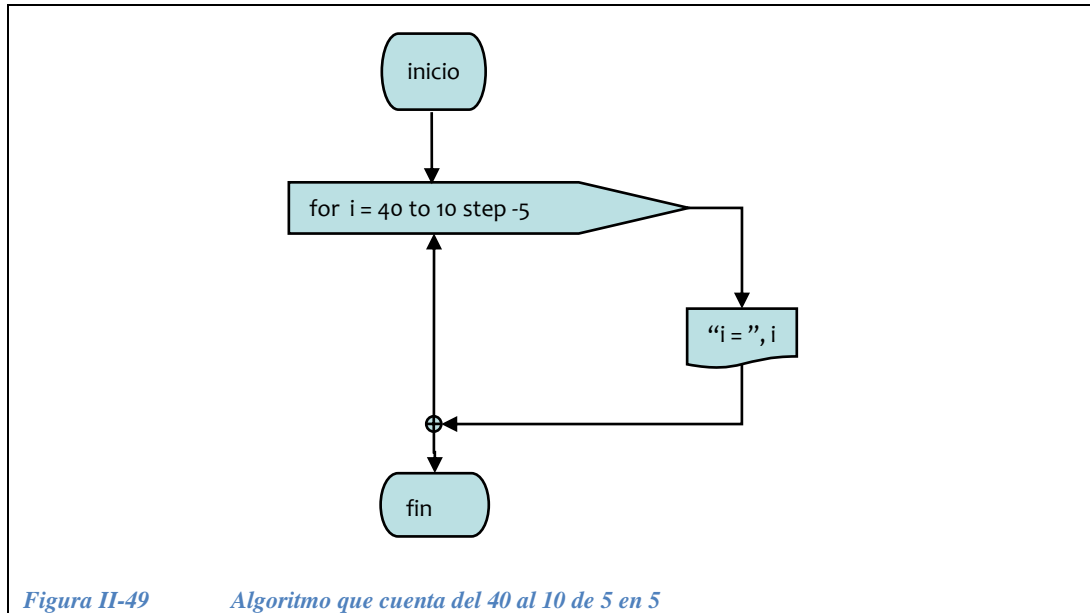 inicio
for i = 40 to 10 step -5
“i = ”, i
fin
Figura II-49 Algoritmo que cuenta del 40 al 10 de 5 en 5